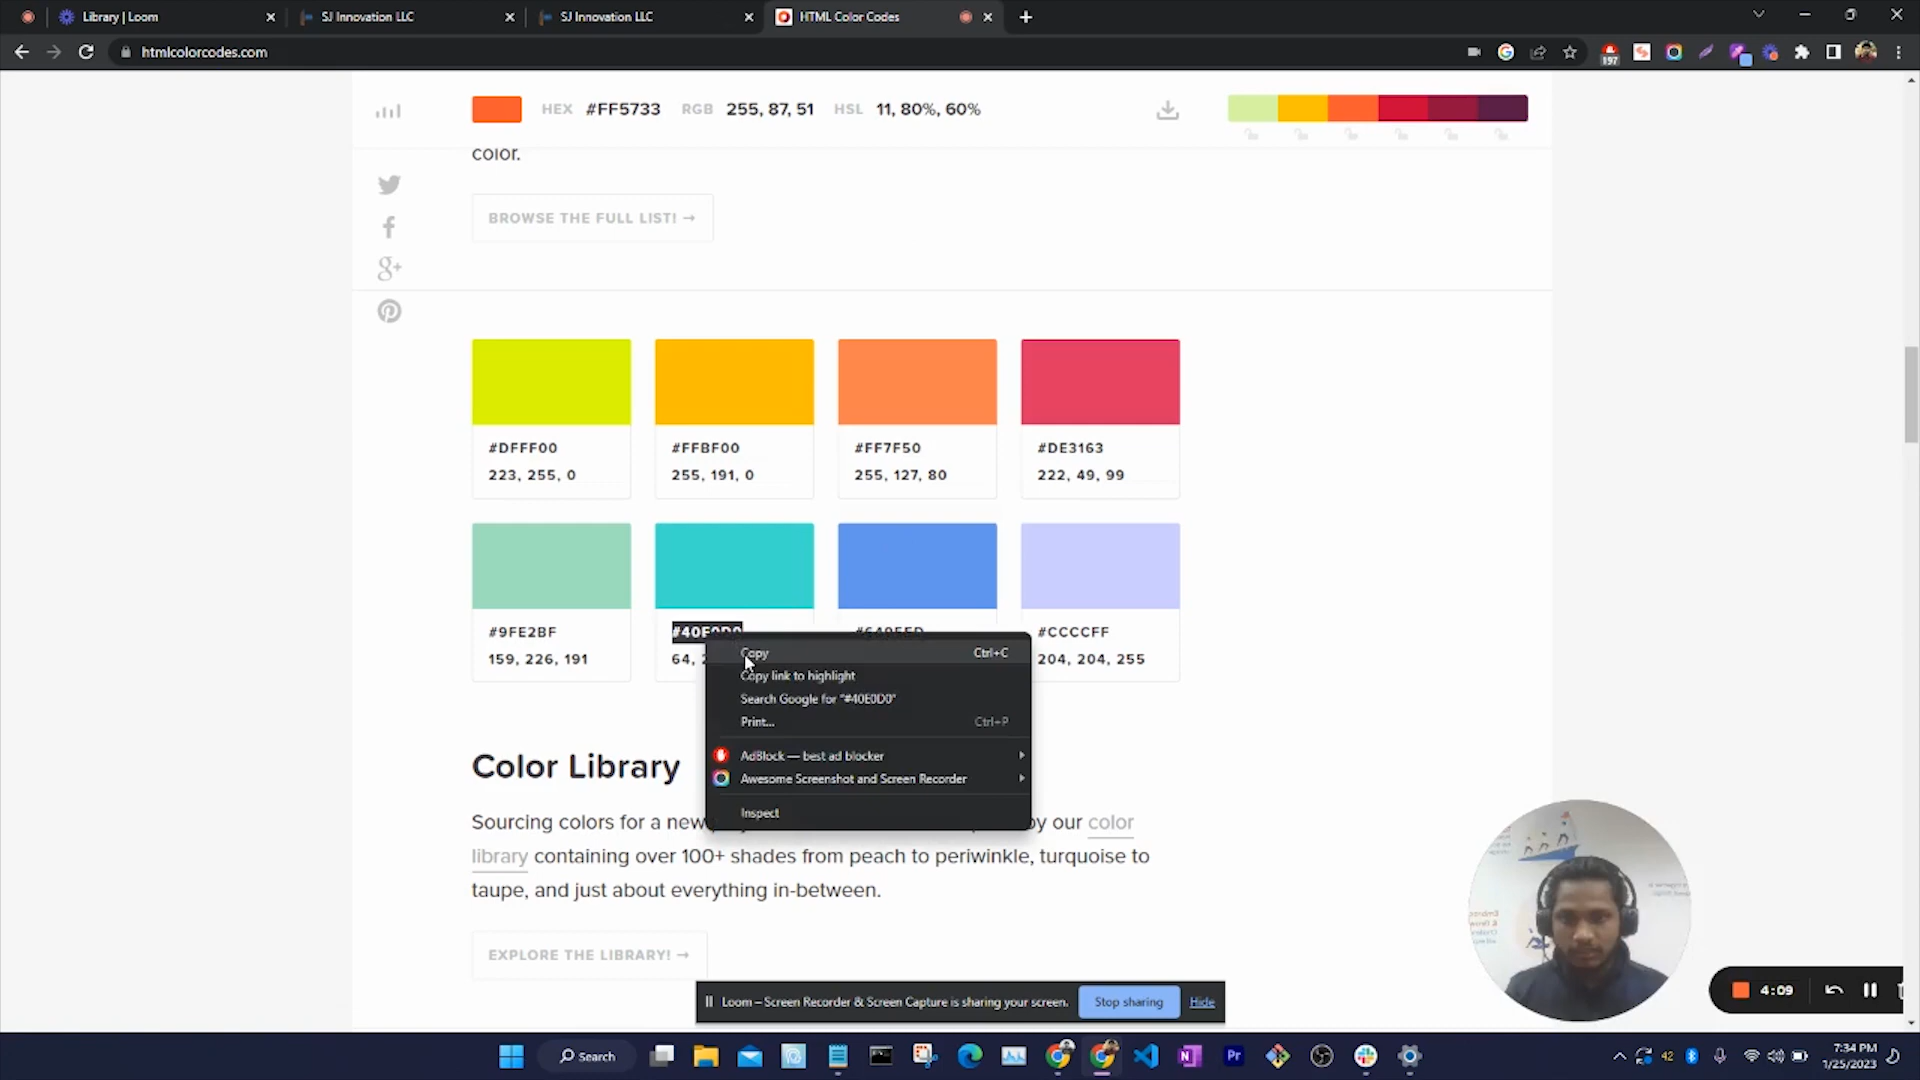 Library | Loom
SJ Innovation LLC
SJ Innovation LLC
HTML Color Codes
htmlcolorcodes.com
197
HEX #FF5733 RGB 255, 87, 51 HSL 11, 80%, 60%
color.
BROWSE THE FULL LIST! →
#DFFF00
223, 255, 0
#FFBF00
255, 191, 0
#FF7F50
255, 127, 80
#DE3163
222, 49, 99
#9FE2BF
159, 226, 191
#40E0D0
64,
#6495ED
#CCCCFF
204, 204, 255
Copy Ctrl+C
Copy link to highlight
Search Google for "#40E0D0"
Print... Ctrl+P
AdBlock — best ad blocker
Awesome Screenshot and Screen Recorder
Inspect
Color Library
Sourcing colors for a new by our color
library containing over 100+ shades from peach to periwinkle, turquoise to
taupe, and just about everything in-between.
EXPLORE THE LIBRARY! →
Loom – Screen Recorder & Screen Capture is sharing your screen. Stop sharing Hide
4:09
Search
Pr
42
7:34 PM
1/25/2023